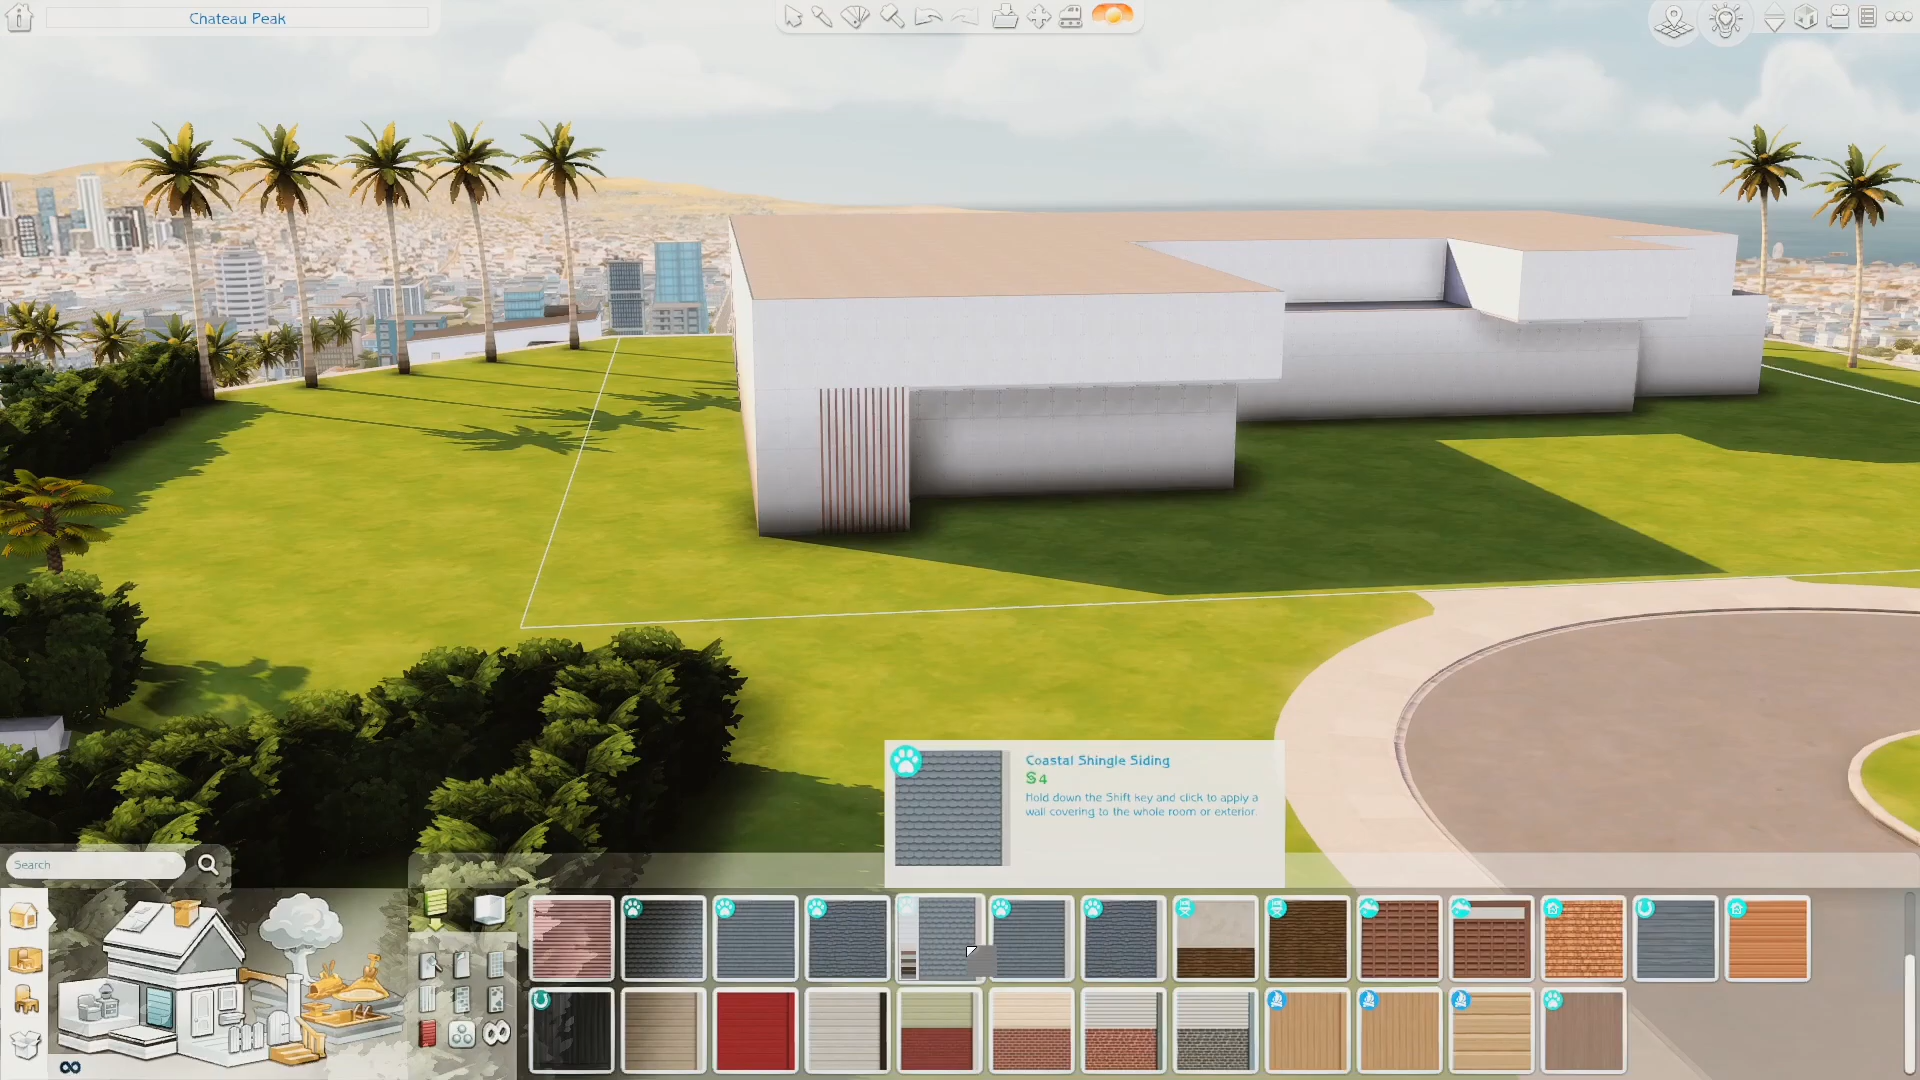 Chateau Peak
Coastal Shingle Siding
§4
Hold down the Shift key and click to apply a
wall covering to the whole room or exterior.
Search